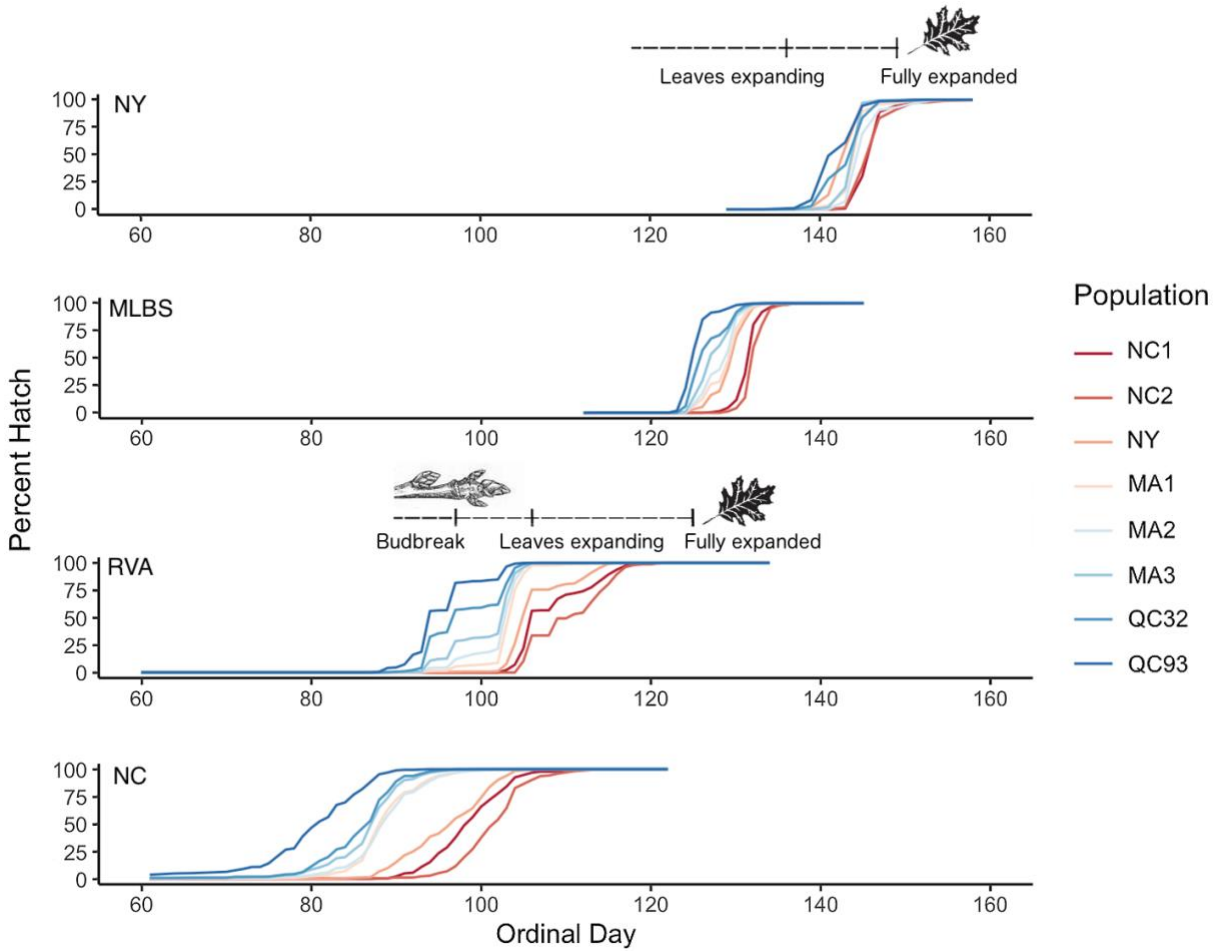 Leaves expanding Fully expanded
NY
100
75
50
25
0
60 80 100 120 140 160
MLBS
100
75
50
25
0
60 80 100 120 140 160
Budbreak Leaves expanding Fully expanded
RVA
100
75
50
25
0
60 80 100 120 140 160
NC
100
75
50
25
0
60 80 100 120 140 160
Ordinal Day
Percent Hatch
Population
NC1
NC2
NY
MA1
MA2
MA3
QC32
QC93